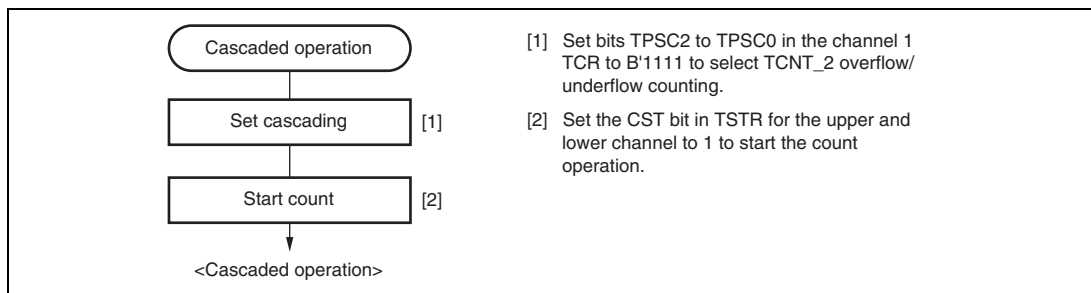 Cascaded operation
Set cascading
[1]
Start count
[2]
<Cascaded operation>
[1] Set bits TPSC2 to TPSC0 in the channel 1
TCR to B'1111 to select TCNT_2 overflow/
underflow counting.
[2] Set the CST bit in TSTR for the upper and
lower channel to 1 to start the count
operation.